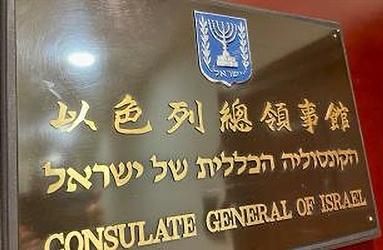 ישראל
以色列總領事館
הקונסוליה הכללית של ישראל
CONSULATE GENERAL OF ISRAEL